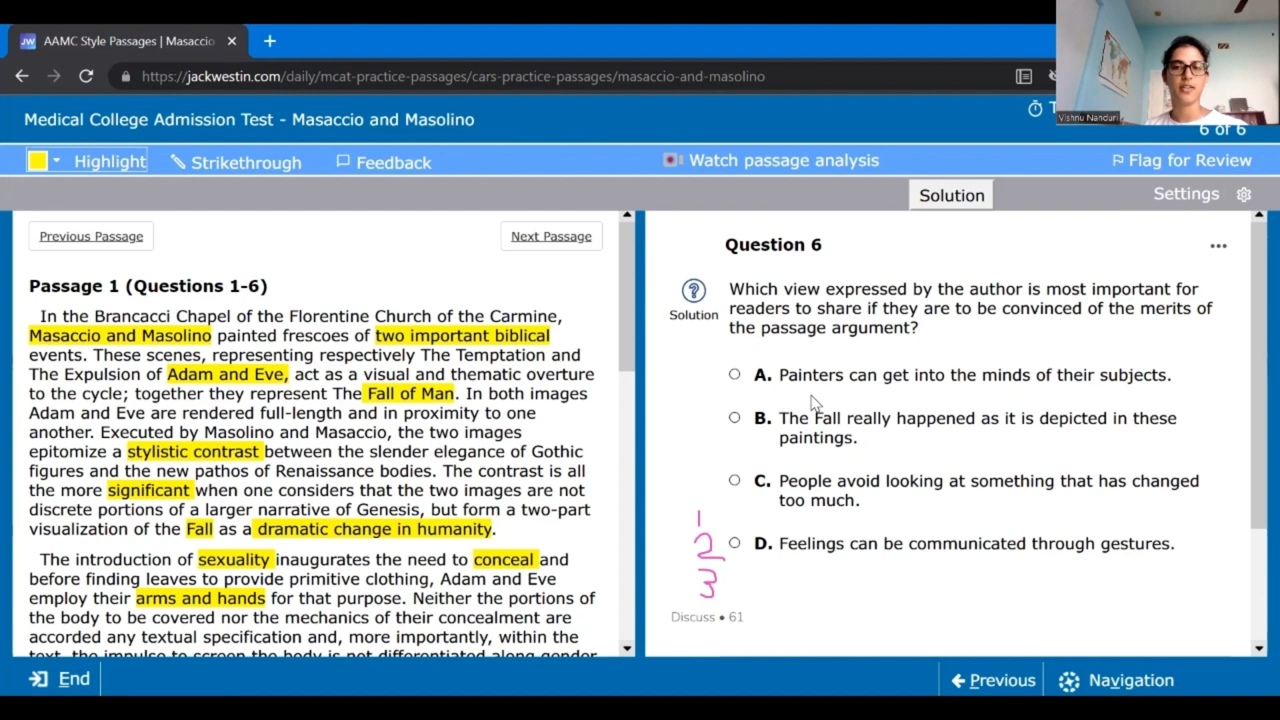 AAMC Style Passages | Masaccio
https://jackwestin.com/daily/mcat-practice-passages/cars-practice-passages/masaccio-and-masolino
Vishnu Nanduri
Medical College Admission Test - Masaccio and Masolino
6 of 6
Highlight
Strikethrough
Feedback
Watch passage analysis
Flag for Review
Solution
Settings
Previous Passage
Next Passage
Passage 1 (Questions 1-6)
In the Brancacci Chapel of the Florentine Church of the Carmine,
Masaccio and Masolino painted frescoes of two important biblical
events. These scenes, representing respectively The Temptation and
The Expulsion of Adam and Eve, act as a visual and thematic overture
to the cycle; together they represent The Fall of Man. In both images
Adam and Eve are rendered full-length and in proximity to one
another. Executed by Masolino and Masaccio, the two images
epitomize a stylistic contrast between the slender elegance of Gothic
figures and the new pathos of Renaissance bodies. The contrast is all
the more significant when one considers that the two images are not
discrete portions of a larger narrative of Genesis, but form a two-part
visualization of the Fall as a dramatic change in humanity.
The introduction of sexuality inaugurates the need to conceal and
before finding leaves to provide primitive clothing, Adam and Eve
employ their arms and hands for that purpose. Neither the portions of
the body to be covered nor the mechanics of their concealment are
accorded any textual specification and, more importantly, within the
text, the impulse to screen the body is not differentiated along gender
Question 6
Solution
Which view expressed by the author is most important for
readers to share if they are to be convinced of the merits of
the passage argument?
A. Painters can get into the minds of their subjects.
B. The Fall really happened as it is depicted in these
paintings.
C. People avoid looking at something that has changed
too much.
D. Feelings can be communicated through gestures.
1
2
3
Discuss • 61
End
Previous
Navigation